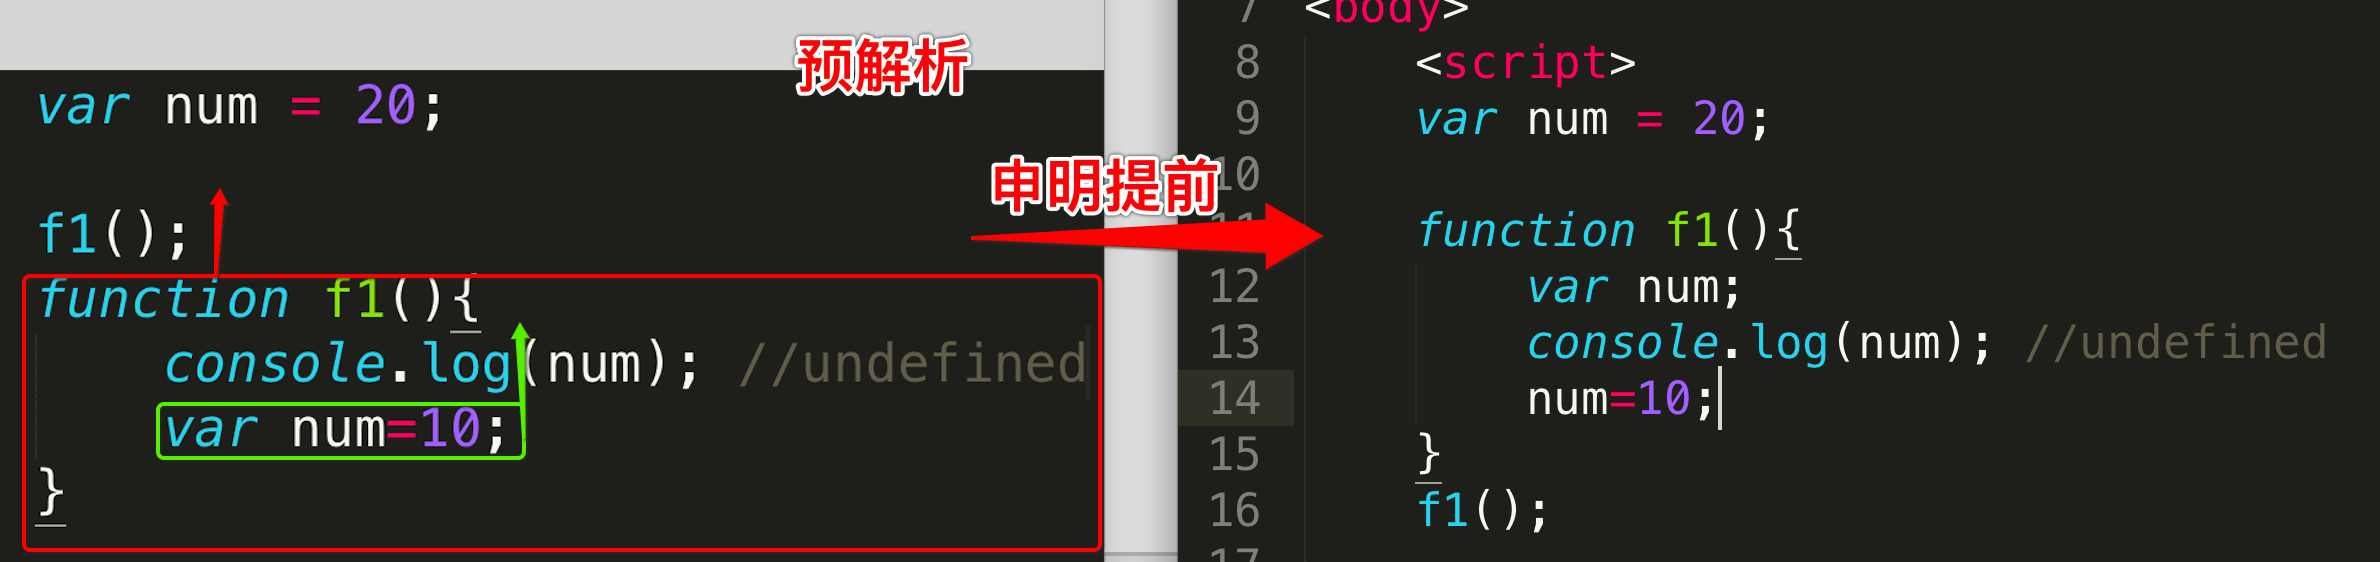 预解析
var num = 20;
f1();
function f1(){
console.log(num); //undefined
var num=10;
}
申明提前
7 <body>
8 <script>
9 var num = 20;
10
11 function f1(){
12 var num;
13 console.log(num); //undefined
14 num=10;
15 }
16 f1();
17